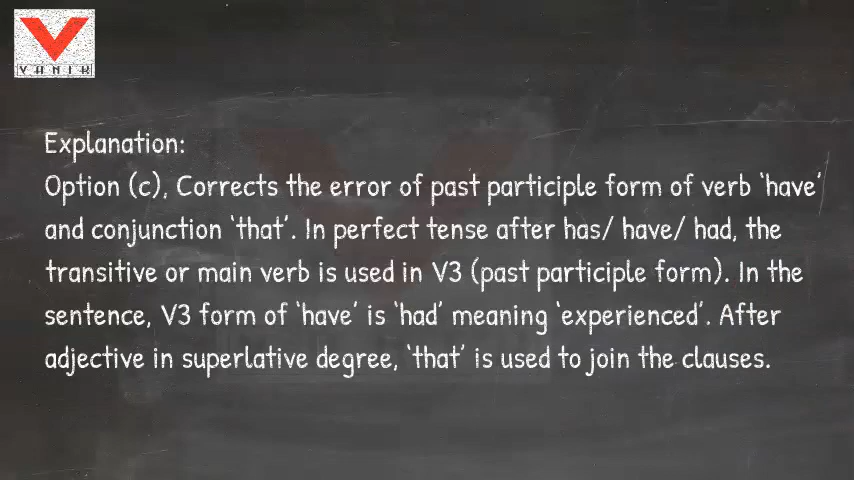 VANIK
Explanation:
Option (c), Corrects the error of past participle form of verb ‘have’
and conjunction ‘that’. In perfect tense after has/ have/ had, the
transitive or main verb is used in V3 (past participle form). In the
sentence, V3 form of ‘have’ is ‘had’ meaning ‘experienced’. After
adjective in superlative degree, ‘that’ is used to join the clauses.